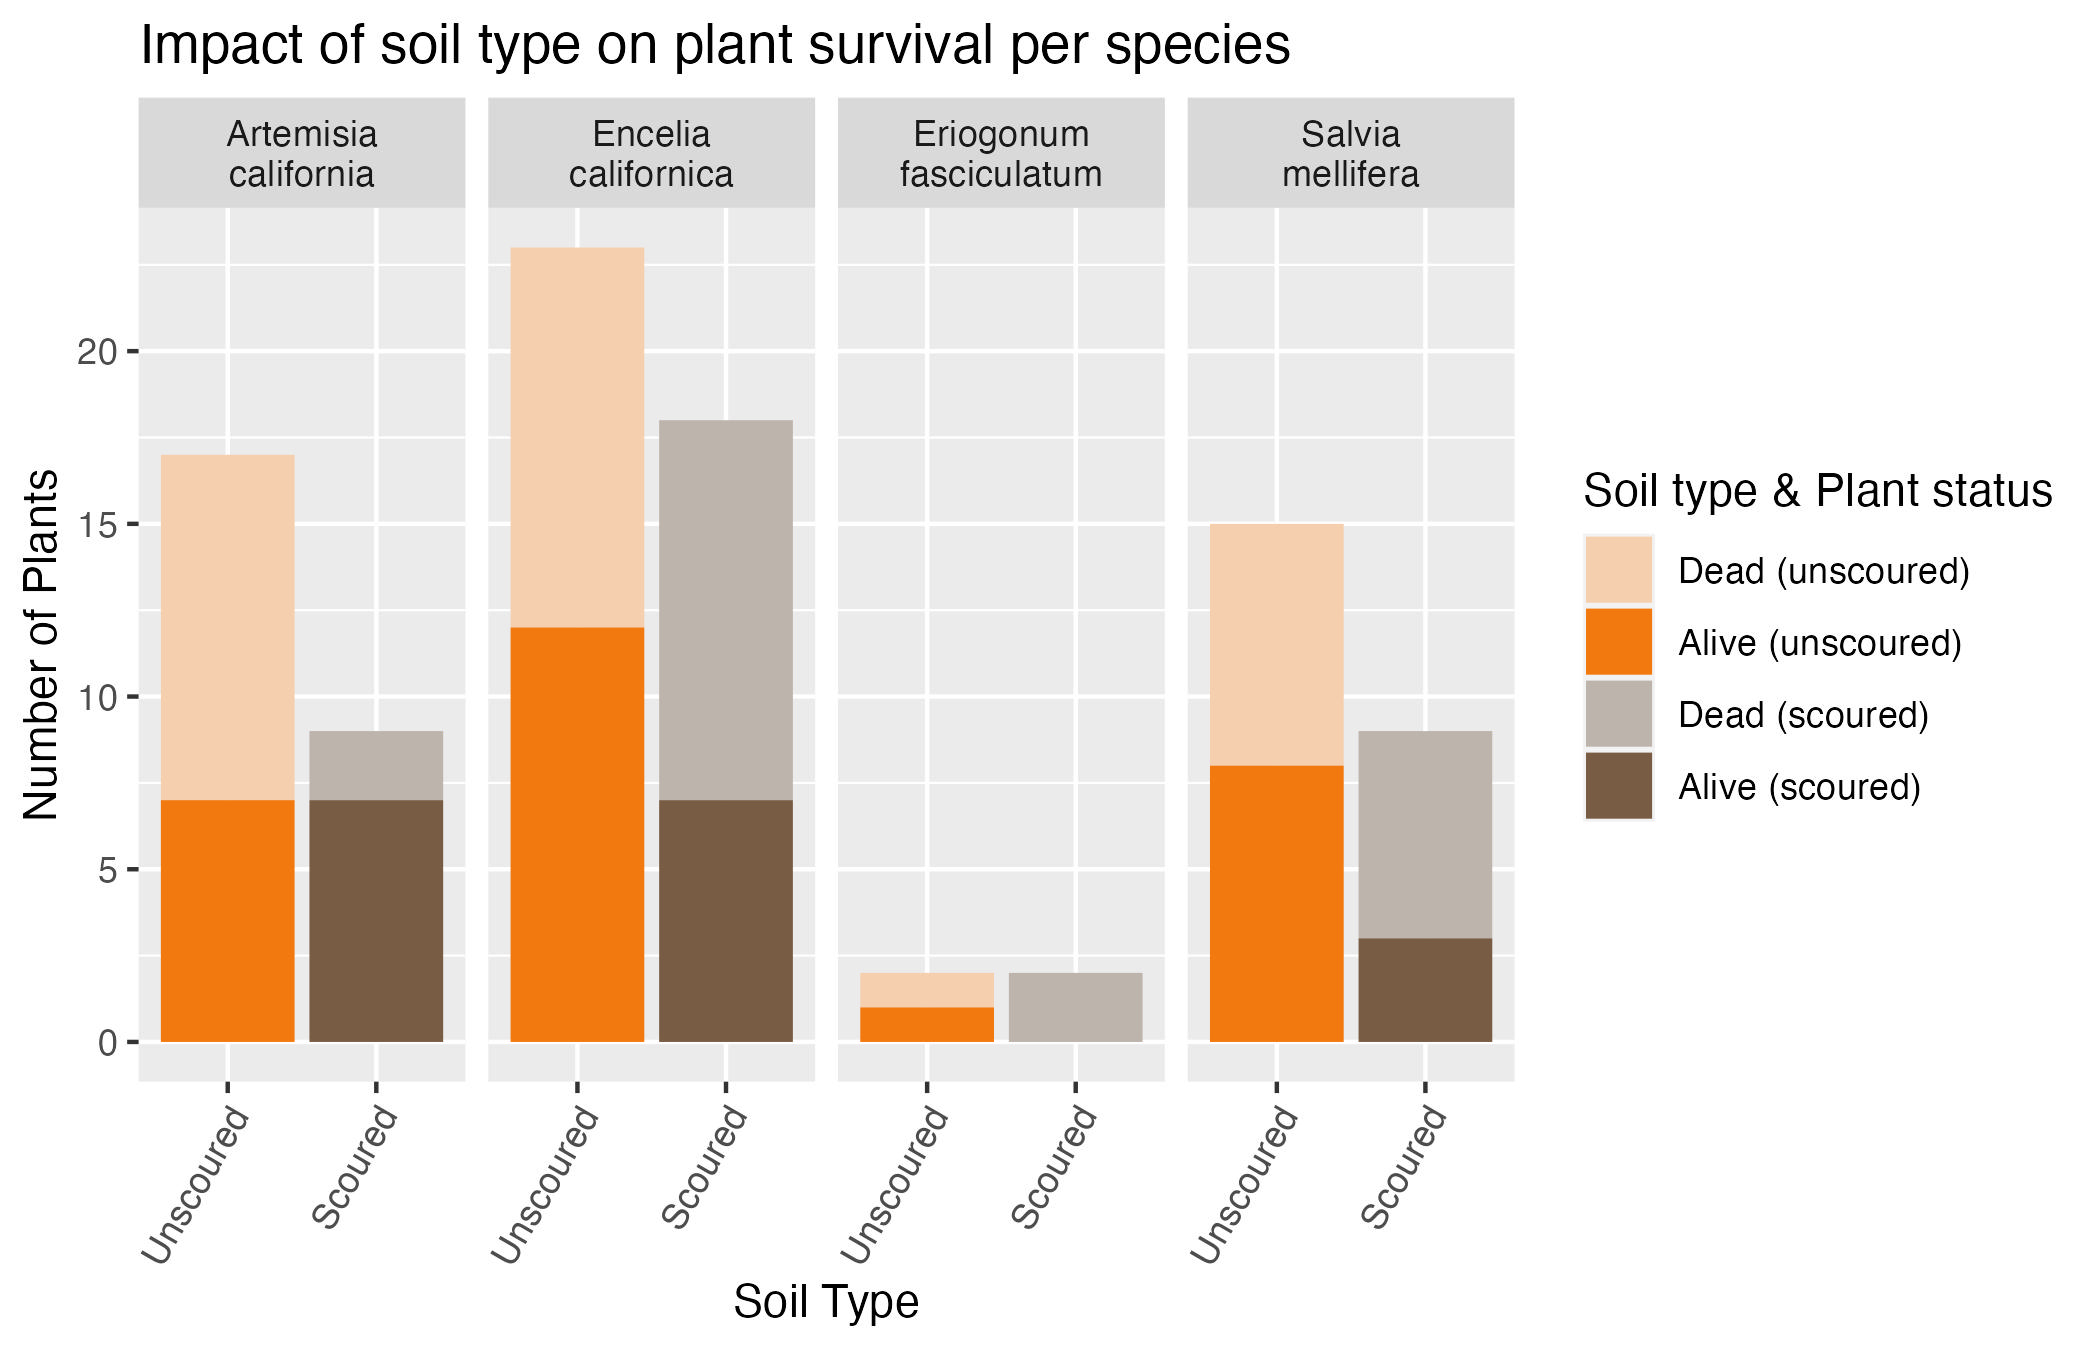 Impact of soil type on plant survival per species
Artemisia
california
Encelia
californica
Eriogonum
fasciculatum
Salvia
mellifera
Number of Plants
20
15
10
5
0
Unscoured
Scoured
Unscoured
Scoured
Unscoured
Scoured
Unscoured
Scoured
Soil Type
Soil type & Plant status
Dead (unscoured)
Alive (unscoured)
Dead (scoured)
Alive (scoured)